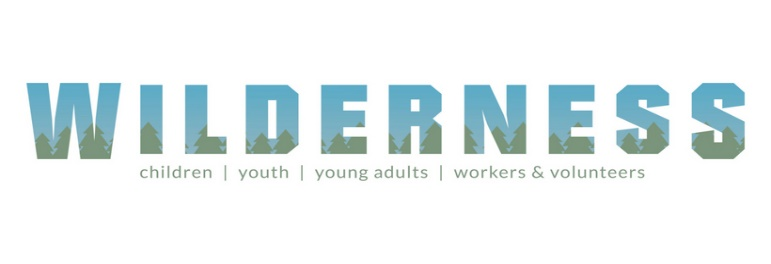 WILDERNESS
children | youth | young adults | workers & volunteers